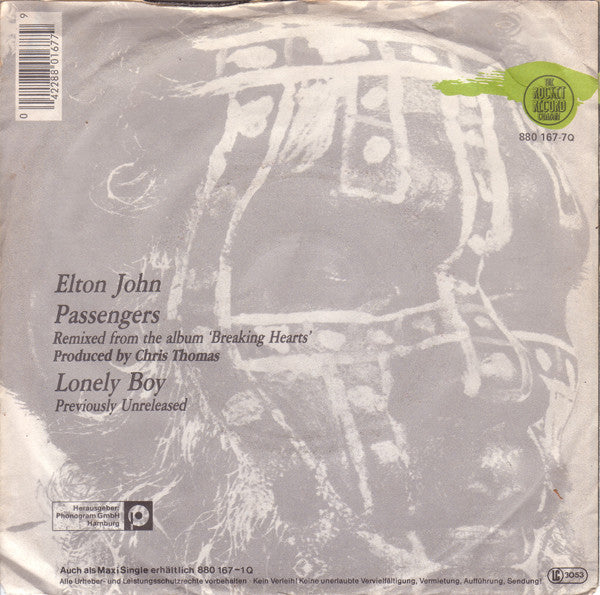 0 42288 01677 9
THE
ROCKET
RECORD
COMPANY
880 167-7Q
Elton John
Passengers
Remixed from the album ‘Breaking Hearts’
Produced by Chris Thomas
Lonely Boy
Previously Unreleased
Herausgeber:
Phonogram GmbH
Hamburg
Auch als Maxi Single erhältlich 880 167-1Q
Alle Urheber- und Leistungsschutzrechte vorbehalten · Kein Verleih! Keine unerlaubte Vervielfältigung, Vermietung, Aufführung, Sendung!
LC 3053